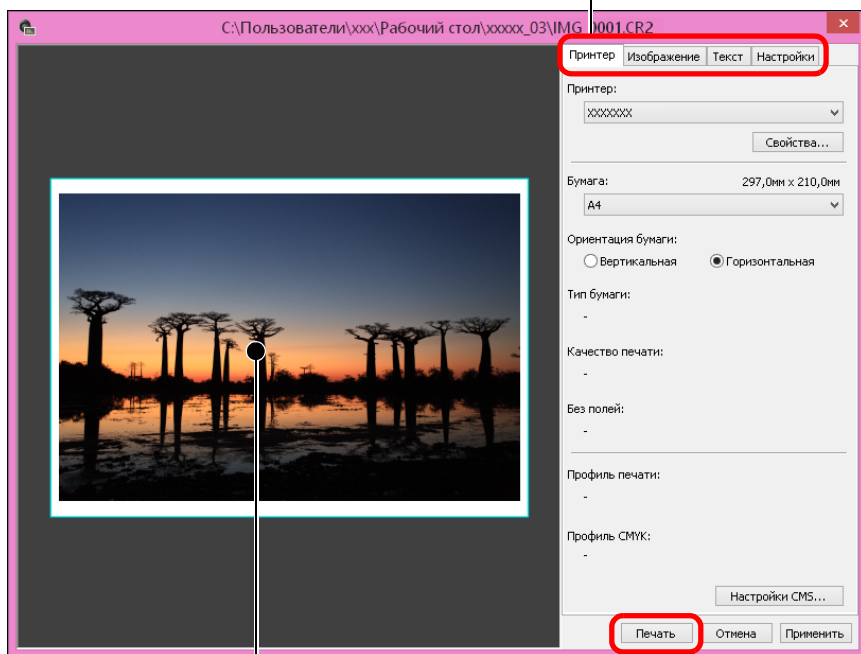 C:\Пользователи\xxx\Рабочий стол\xxxxx_03\IMG_0001.CR2
Принтер Изображение Текст Настройки
Принтер:
XXXXXXX
Свойства...
Бумага: 297,0мм x 210,0мм
A4
Ориентация бумаги:
Вертикальная Горизонтальная
Тип бумаги:
-
Качество печати:
-
Без полей:
-
Профиль печати:
-
Профиль CMYK:
-
Настройки CMS...
Печать Отмена Применить